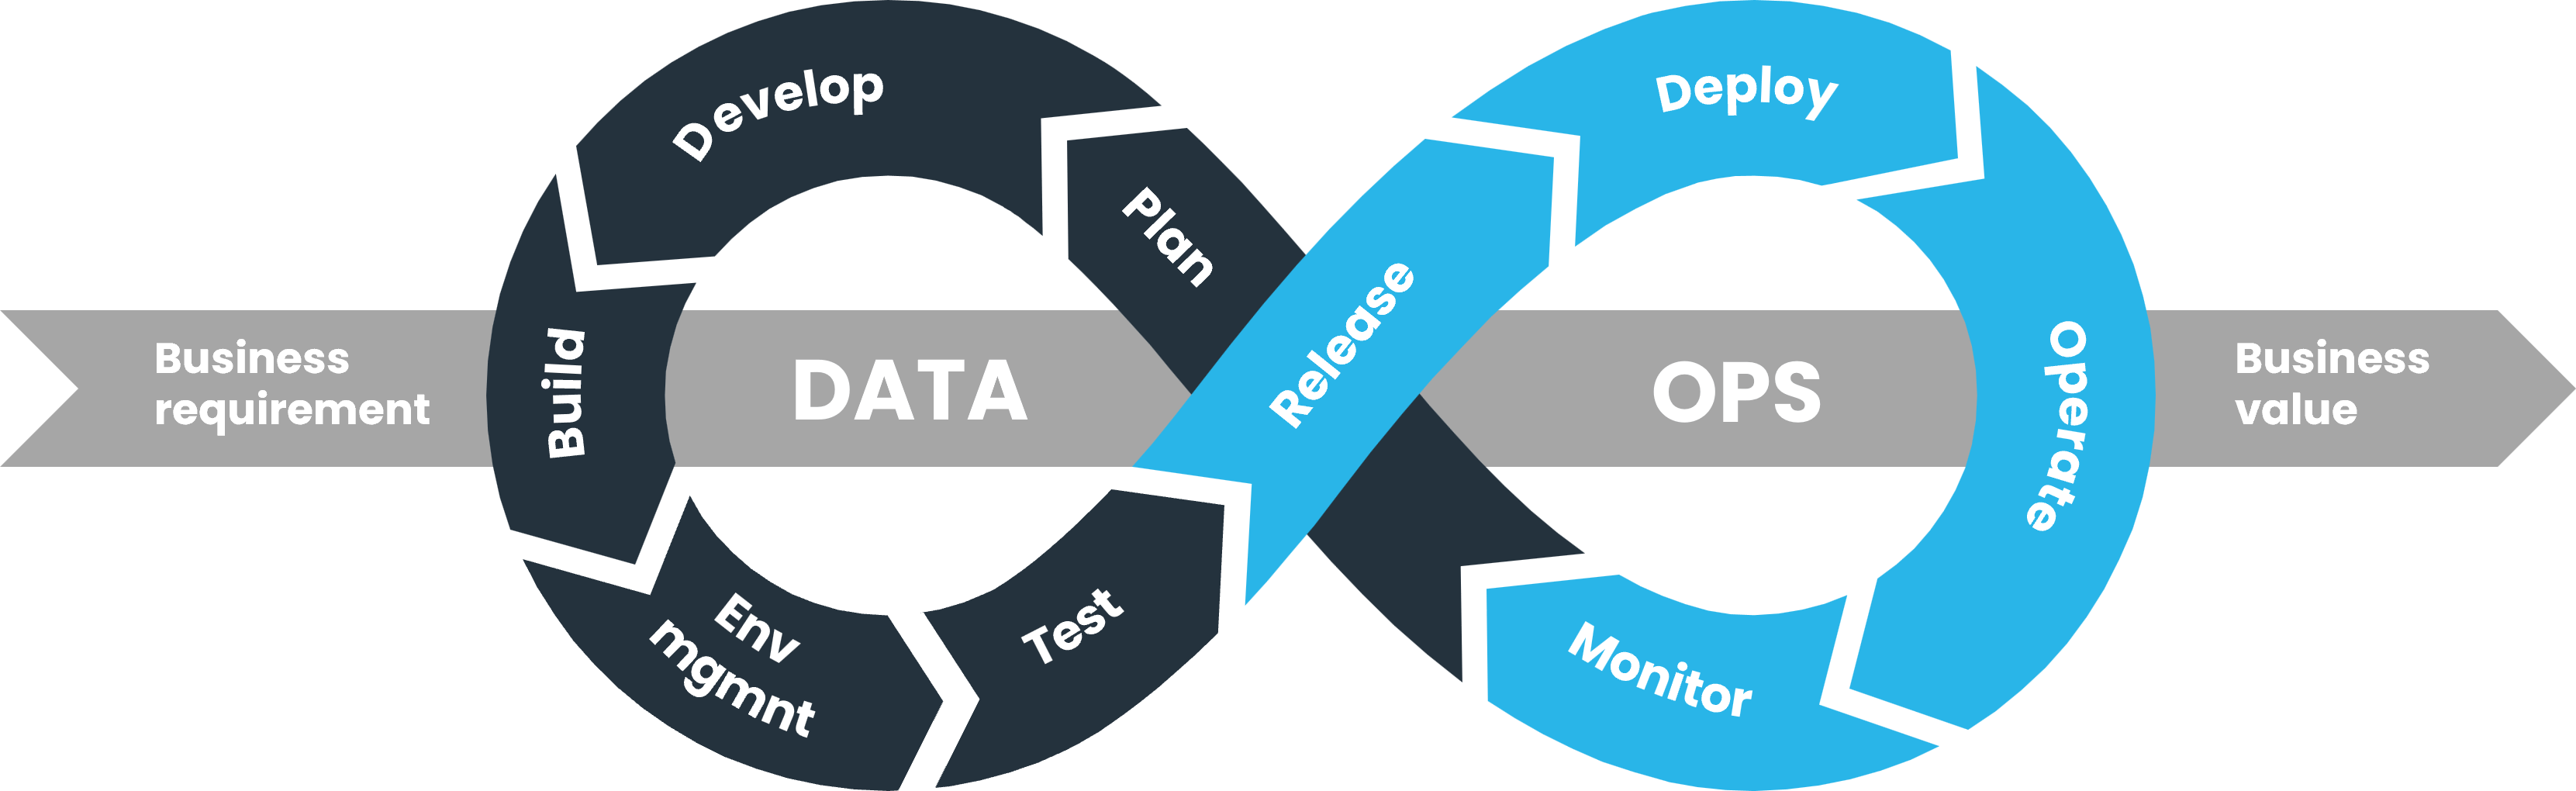 Business
requirement
DATA
Plan
Develop
Build
Env
mgmnt
Test
Release
Deploy
Operate
Monitor
OPS
Business
value